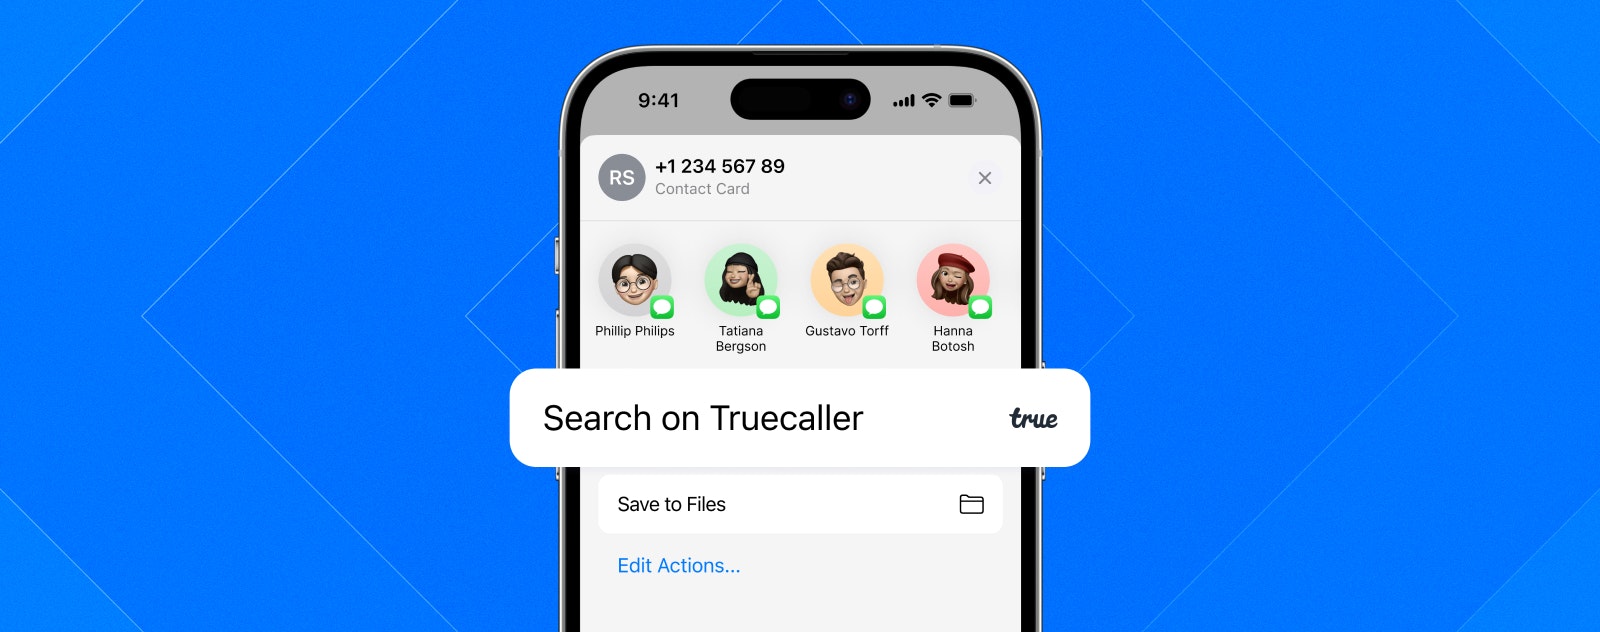 9:41
RS
+1 234 567 89
Contact Card
Phillip Philips
Tatiana
Bergson
Gustavo Torff
Hanna
Botosh
Search on Truecaller
true
Save to Files
Edit Actions...